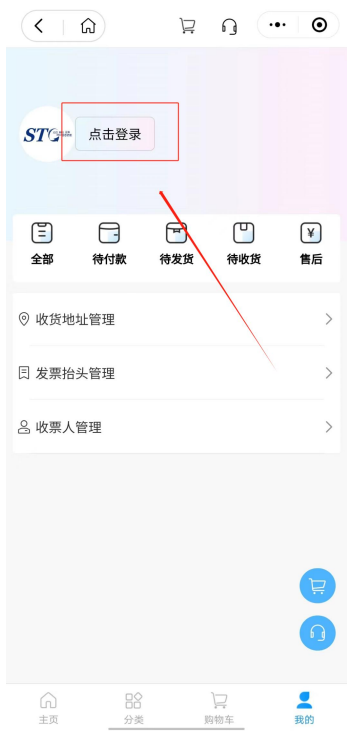 STC
点击登录
全部 待付款 待发货 待收货 售后
收货地址管理
发票抬头管理
收票人管理
主页 分类 购物车 我的